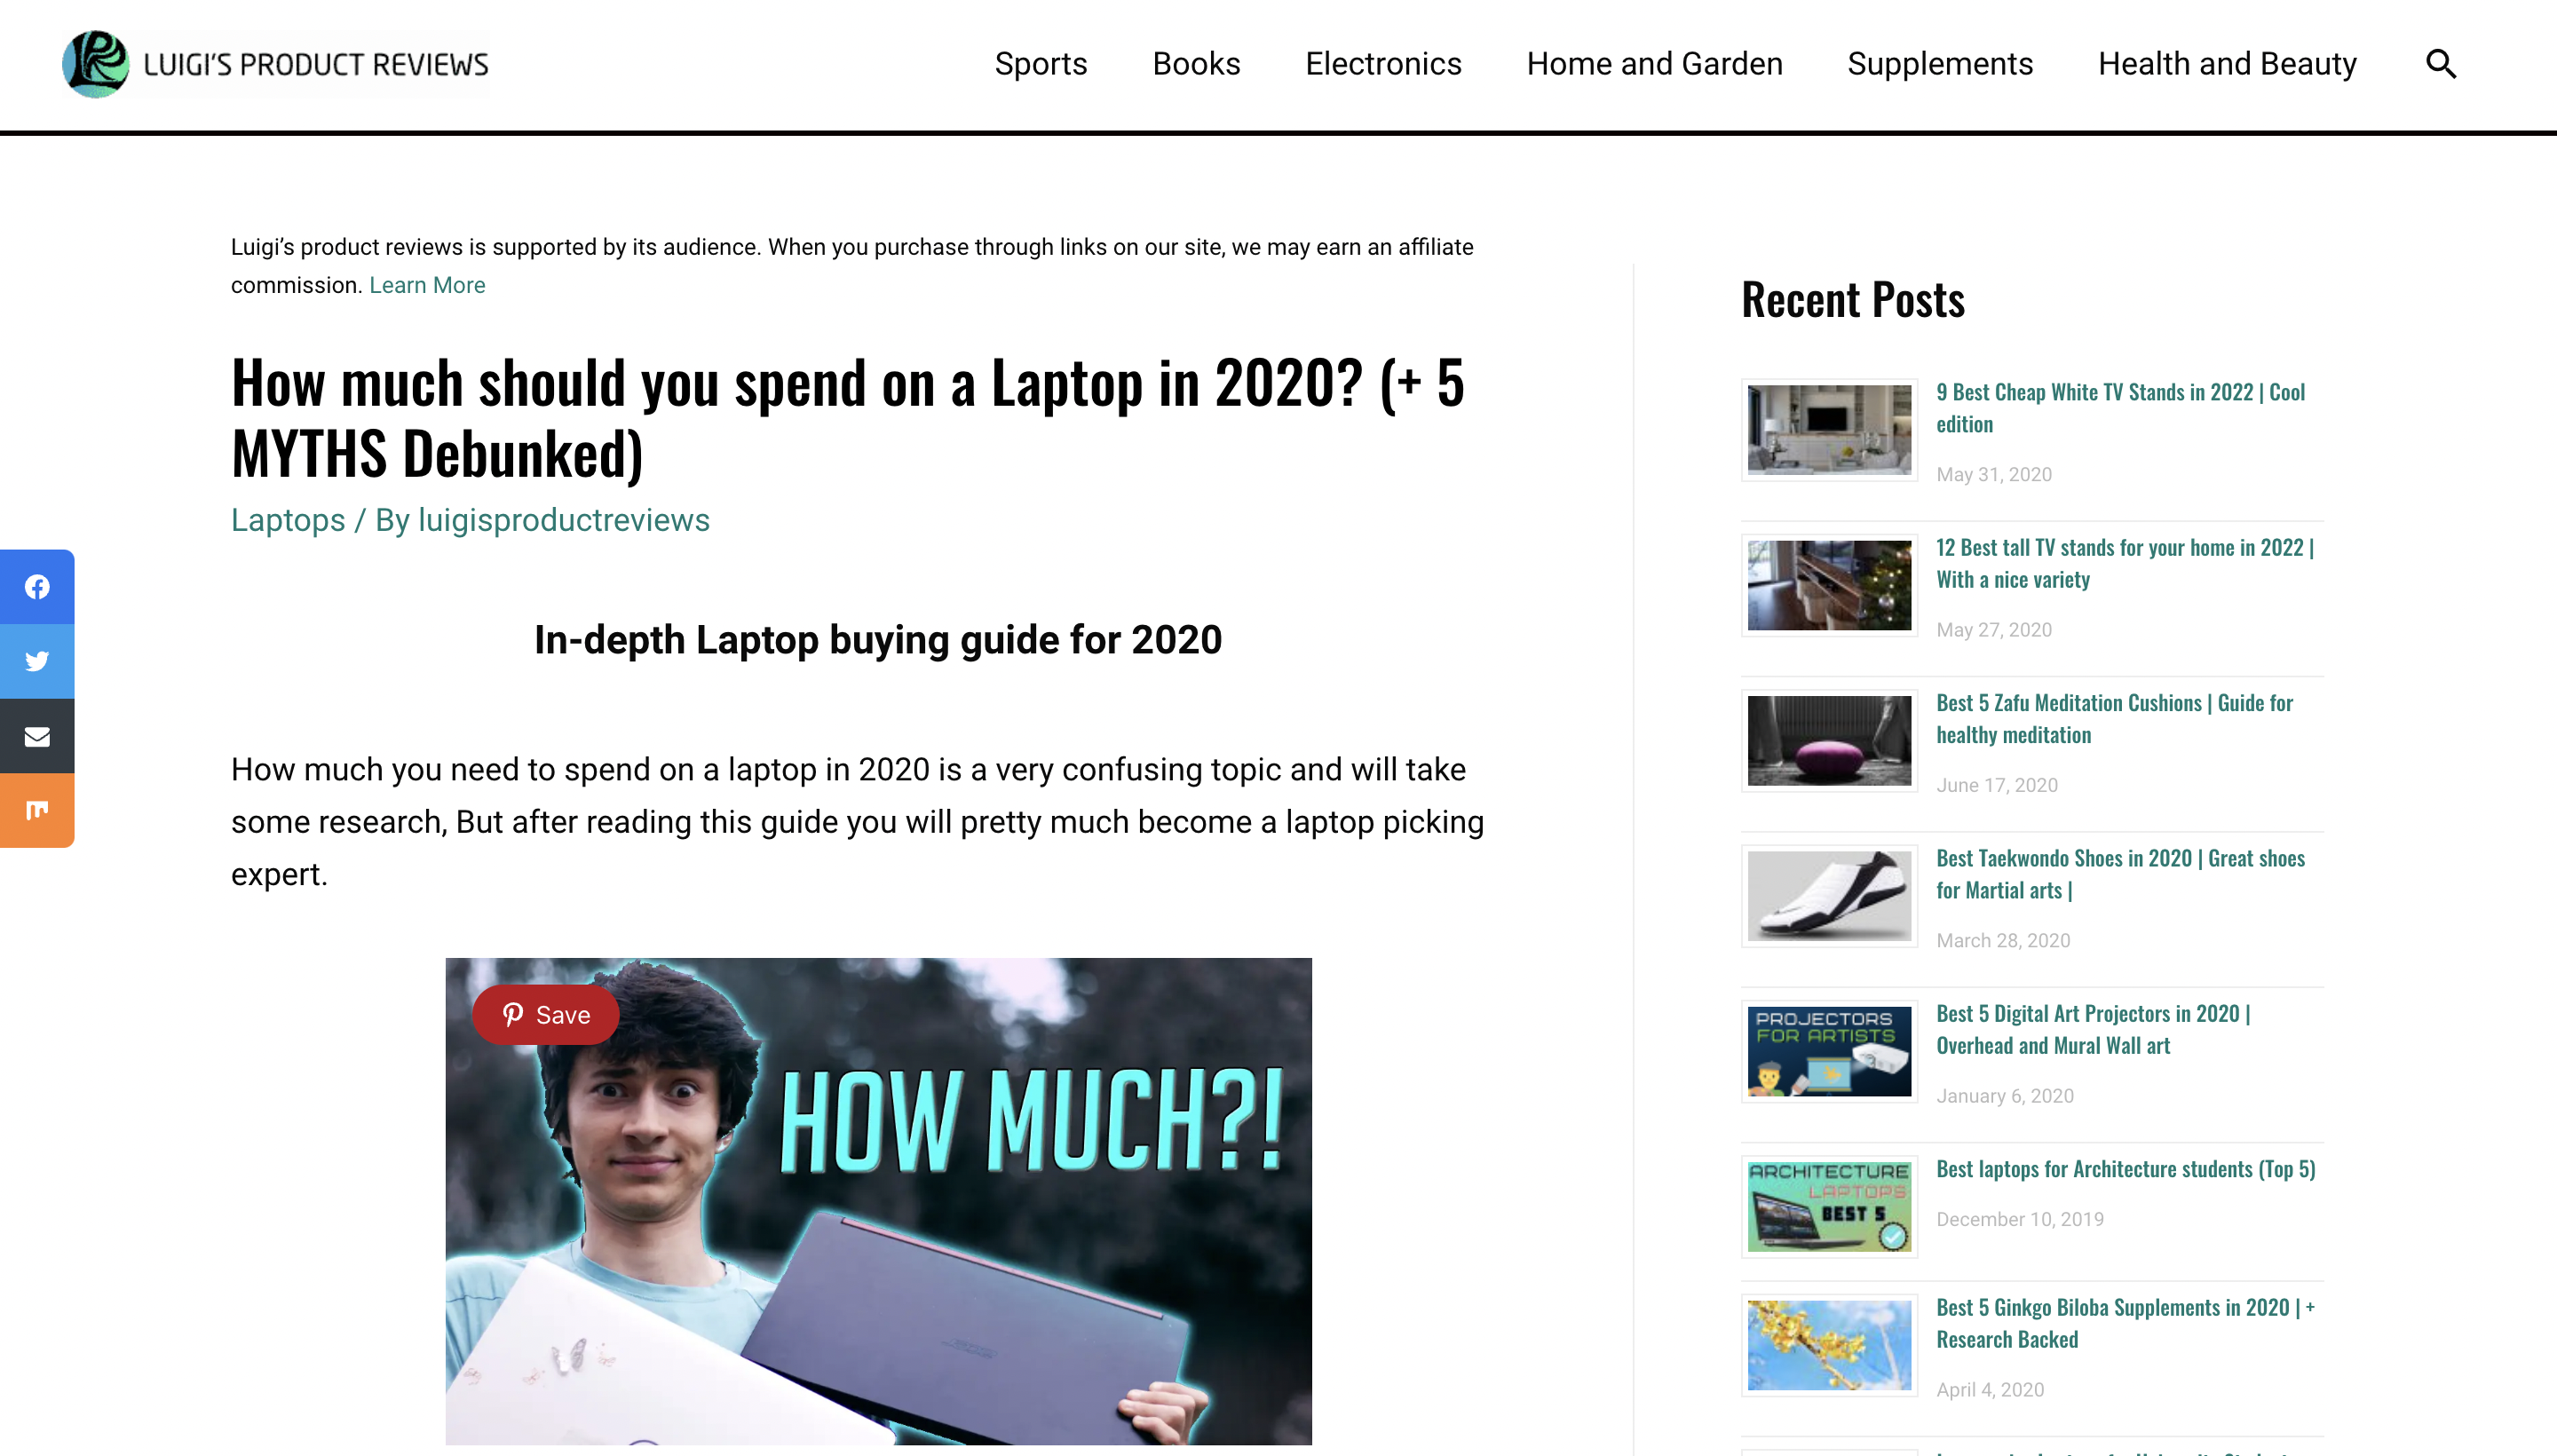 LUIGI'S PRODUCT REVIEWS
Sports
Books
Electronics
Home and Garden
Supplements
Health and Beauty
Luigi’s product reviews is supported by its audience. When you purchase through links on our site, we may earn an affiliate
commission. Learn More
How much should you spend on a Laptop in 2020? (+ 5
MYTHS Debunked)
Laptops / By luigisproductreviews
In-depth Laptop buying guide for 2020
How much you need to spend on a laptop in 2020 is a very confusing topic and will take
some research, But after reading this guide you will pretty much become a laptop picking
expert.
Save
HOW MUCH?!
Recent Posts
9 Best Cheap White TV Stands in 2022 | Cool
edition
May 31, 2020
12 Best tall TV stands for your home in 2022 |
With a nice variety
May 27, 2020
Best 5 Zafu Meditation Cushions | Guide for
healthy meditation
June 17, 2020
Best Taekwondo Shoes in 2020 | Great shoes
for Martial arts |
March 28, 2020
PROJECTORS
FOR ARTISTS
Best 5 Digital Art Projectors in 2020 |
Overhead and Mural Wall art
January 6, 2020
ARCHITECTURE
LAPTOPS
BEST 5
Best laptops for Architecture students (Top 5)
December 10, 2019
Best 5 Ginkgo Biloba Supplements in 2020 | +
Research Backed
April 4, 2020